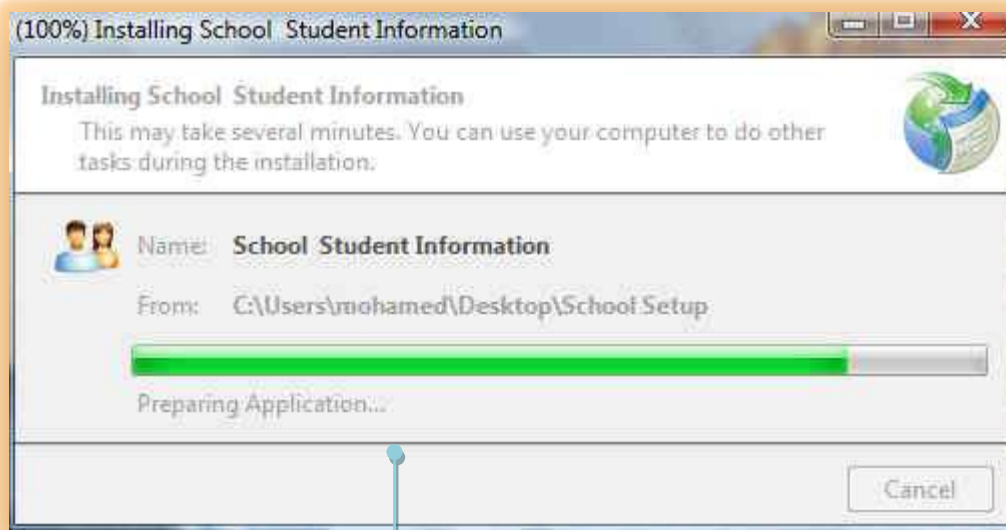 (100%) Installing School Student Information
Installing School Student Information
This may take several minutes. You can use your computer to do other
tasks during the installation.
Name: School Student Information
From: C:\Users\mohamed\Desktop\School Setup
Preparing Application...
Cancel